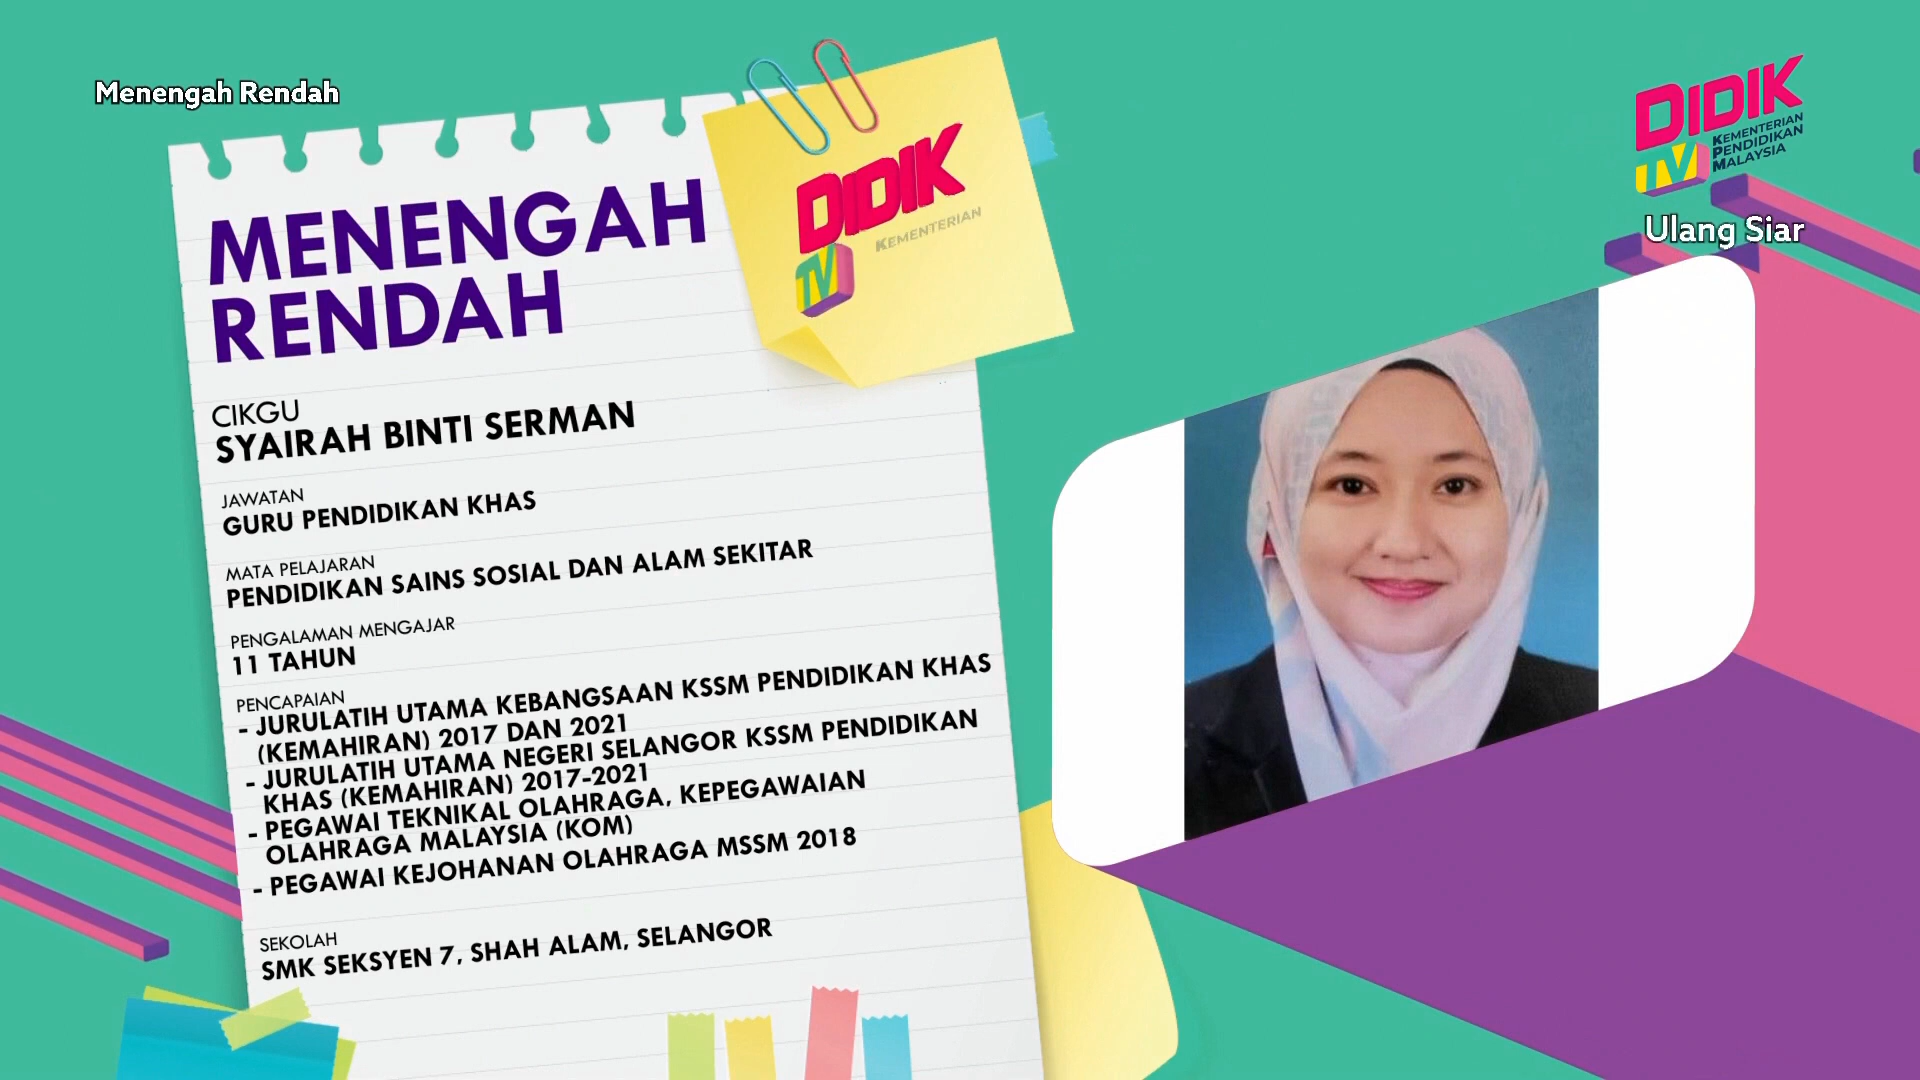 Menengah Rendah
DIDIK
TV
KEMENTERIAN
PENDIDIKAN
MALAYSIA
Ulang Siar
DIDIK
TV
KEMENTERIAN
MENENGAH
RENDAH
CIKGU
SYAIRAH BINTI SERMAN
JAWATAN
GURU PENDIDIKAN KHAS
MATA PELAJARAN
PENDIDIKAN SAINS SOSIAL DAN ALAM SEKITAR
PENGALAMAN MENGAJAR
11 TAHUN
PENCAPAIAN
- JURULATIH UTAMA KEBANGSAAN KSSM PENDIDIKAN KHAS
(KEMAHIRAN) 2017 DAN 2021
- JURULATIH UTAMA NEGERI SELANGOR KSSM PENDIDIKAN
KHAS (KEMAHIRAN) 2017-2021
- PEGAWAI TEKNIKAL OLAHRAGA, KEPEGAWAIAN
OLAHRAGA MALAYSIA (KOM)
- PEGAWAI KEJOHANAN OLAHRAGA MSSM 2018
SEKOLAH
SMK SEKSYEN 7, SHAH ALAM, SELANGOR